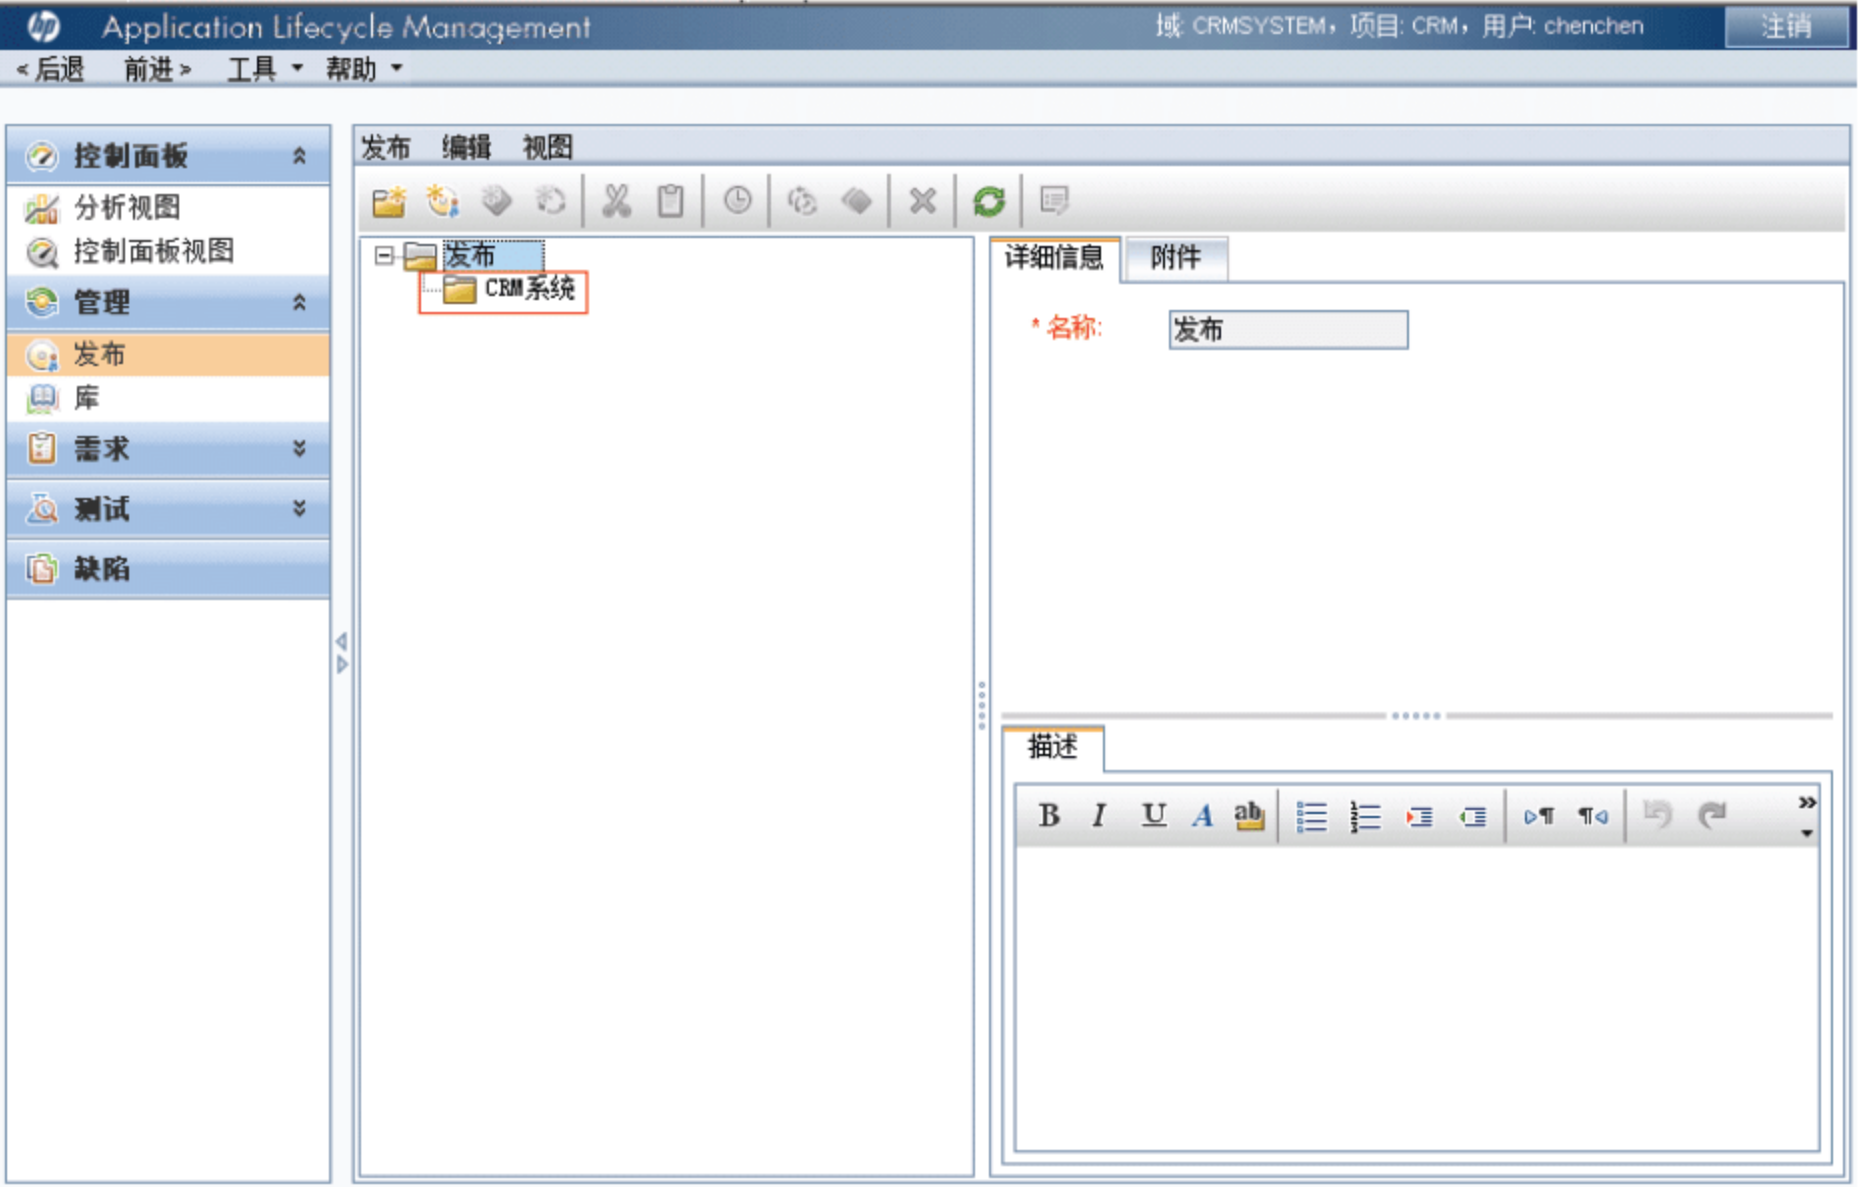 hp Application Lifecycle Management 域: CRMSYSTEM，项目: CRM，用户: chenchen 注销
<后退 前进> 工具 帮助
控制面板
分析视图
控制面板视图
管理
发布
库
需求
测试
缺陷
发布 编辑 视图
发布
CRM系统
详细信息 附件
* 名称: 发布
描述
B I U A ab